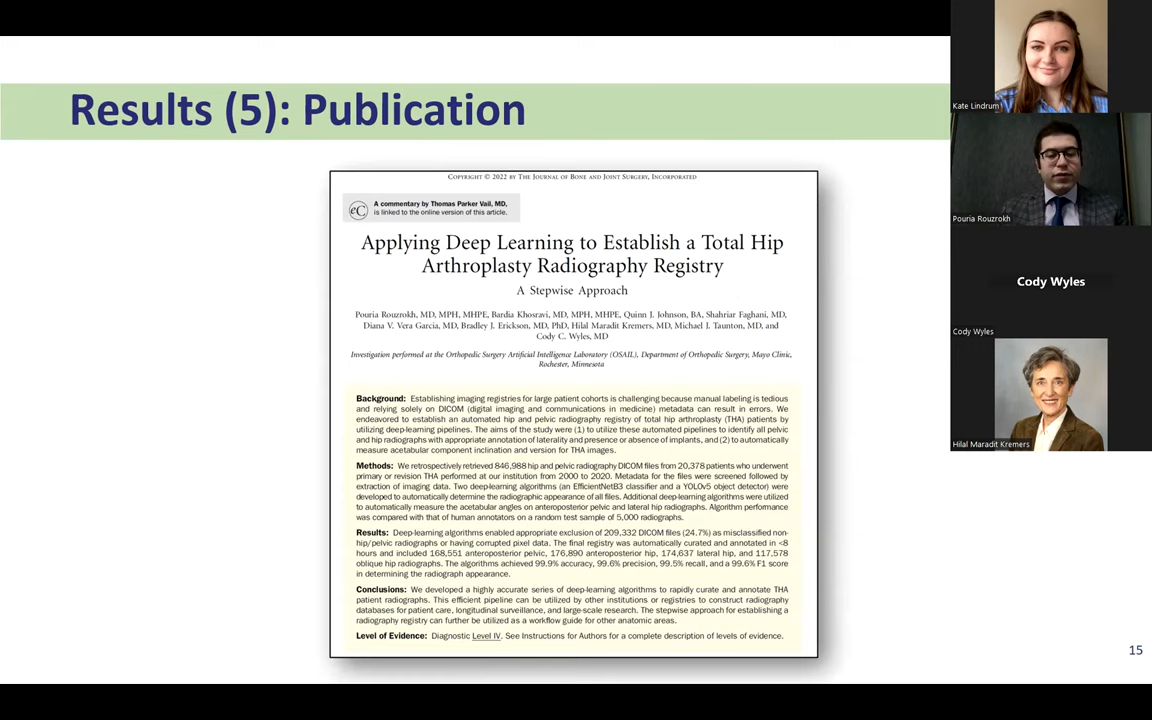 Results (5): Publication
COPYRIGHT © 2022 BY THE JOURNAL OF BONE AND JOINT SURGERY, INCORPORATED
eC
A commentary by Thomas Parker Vail, MD,
is linked to the online version of this article.
Applying Deep Learning to Establish a Total Hip
Arthroplasty Radiography Registry
A Stepwise Approach
Pouria Rouzrokh, MD, MPH, MHPE, Bardia Khosravi, MD, MPH, MHPE, Quinn J. Johnson, BA, Shahriar Faghani, MD,
Diana V. Vera Garcia, MD, Bradley J. Erickson, MD, PhD, Hilal Maradit Kremers, MD, Michael J. Taunton, MD, and
Cody C. Wyles, MD
Investigation performed at the Orthopedic Surgery Artificial Intelligence Laboratory (OSAIL), Department of Orthopedic Surgery, Mayo Clinic,
Rochester, Minnesota
Background: Establishing imaging registries for large patient cohorts is challenging because manual labeling is tedious
and relying solely on DICOM (digital imaging and communications in medicine) metadata can result in errors. We
endeavored to establish an automated hip and pelvic radiography registry of total hip arthroplasty (THA) patients by
utilizing deep-learning pipelines. The aims of the study were (1) to utilize these automated pipelines to identify all pelvic
and hip radiographs with appropriate annotation of laterality and presence or absence of implants, and (2) to automatically
measure acetabular component inclination and version for THA images.
Methods: We retrospectively retrieved 846,988 hip and pelvic radiography DICOM files from 20,378 patients who underwent
primary or revision THA performed at our institution from 2000 to 2020. Metadata for the files were screened followed by
extraction of imaging data. Two deep-learning algorithms (an EfficientNetB3 classifier and a YOLOv5 object detector) were
developed to automatically determine the radiographic appearance of all files. Additional deep-learning algorithms were utilized
to automatically measure the acetabular angles on anteroposterior pelvic and lateral hip radiographs. Algorithm performance
was compared with that of human annotators on a random test sample of 5,000 radiographs.
Results: Deep-learning algorithms enabled appropriate exclusion of 209,332 DICOM files (24.7%) as misclassified non-
hip/pelvic radiographs or having corrupted pixel data. The final registry was automatically curated and annotated in <8
hours and included 168,551 anteroposterior pelvic, 176,890 anteroposterior hip, 174,637 lateral hip, and 117,578
oblique hip radiographs. The algorithms achieved 99.9% accuracy, 99.6% precision, 99.5% recall, and a 99.6% F1 score
in determining the radiograph appearance.
Conclusions: We developed a highly accurate series of deep-learning algorithms to rapidly curate and annotate THA
patient radiographs. This efficient pipeline can be utilized by other institutions or registries to construct radiography
databases for patient care, longitudinal surveillance, and large-scale research. The stepwise approach for establishing a
radiography registry can further be utilized as a workflow guide for other anatomic areas.
Level of Evidence: Diagnostic Level IV. See Instructions for Authors for a complete description of levels of evidence.
15
Kate Lindrum
Pouria Rouzrokh
Cody Wyles
Cody Wyles
Hilal Maradit Kremers